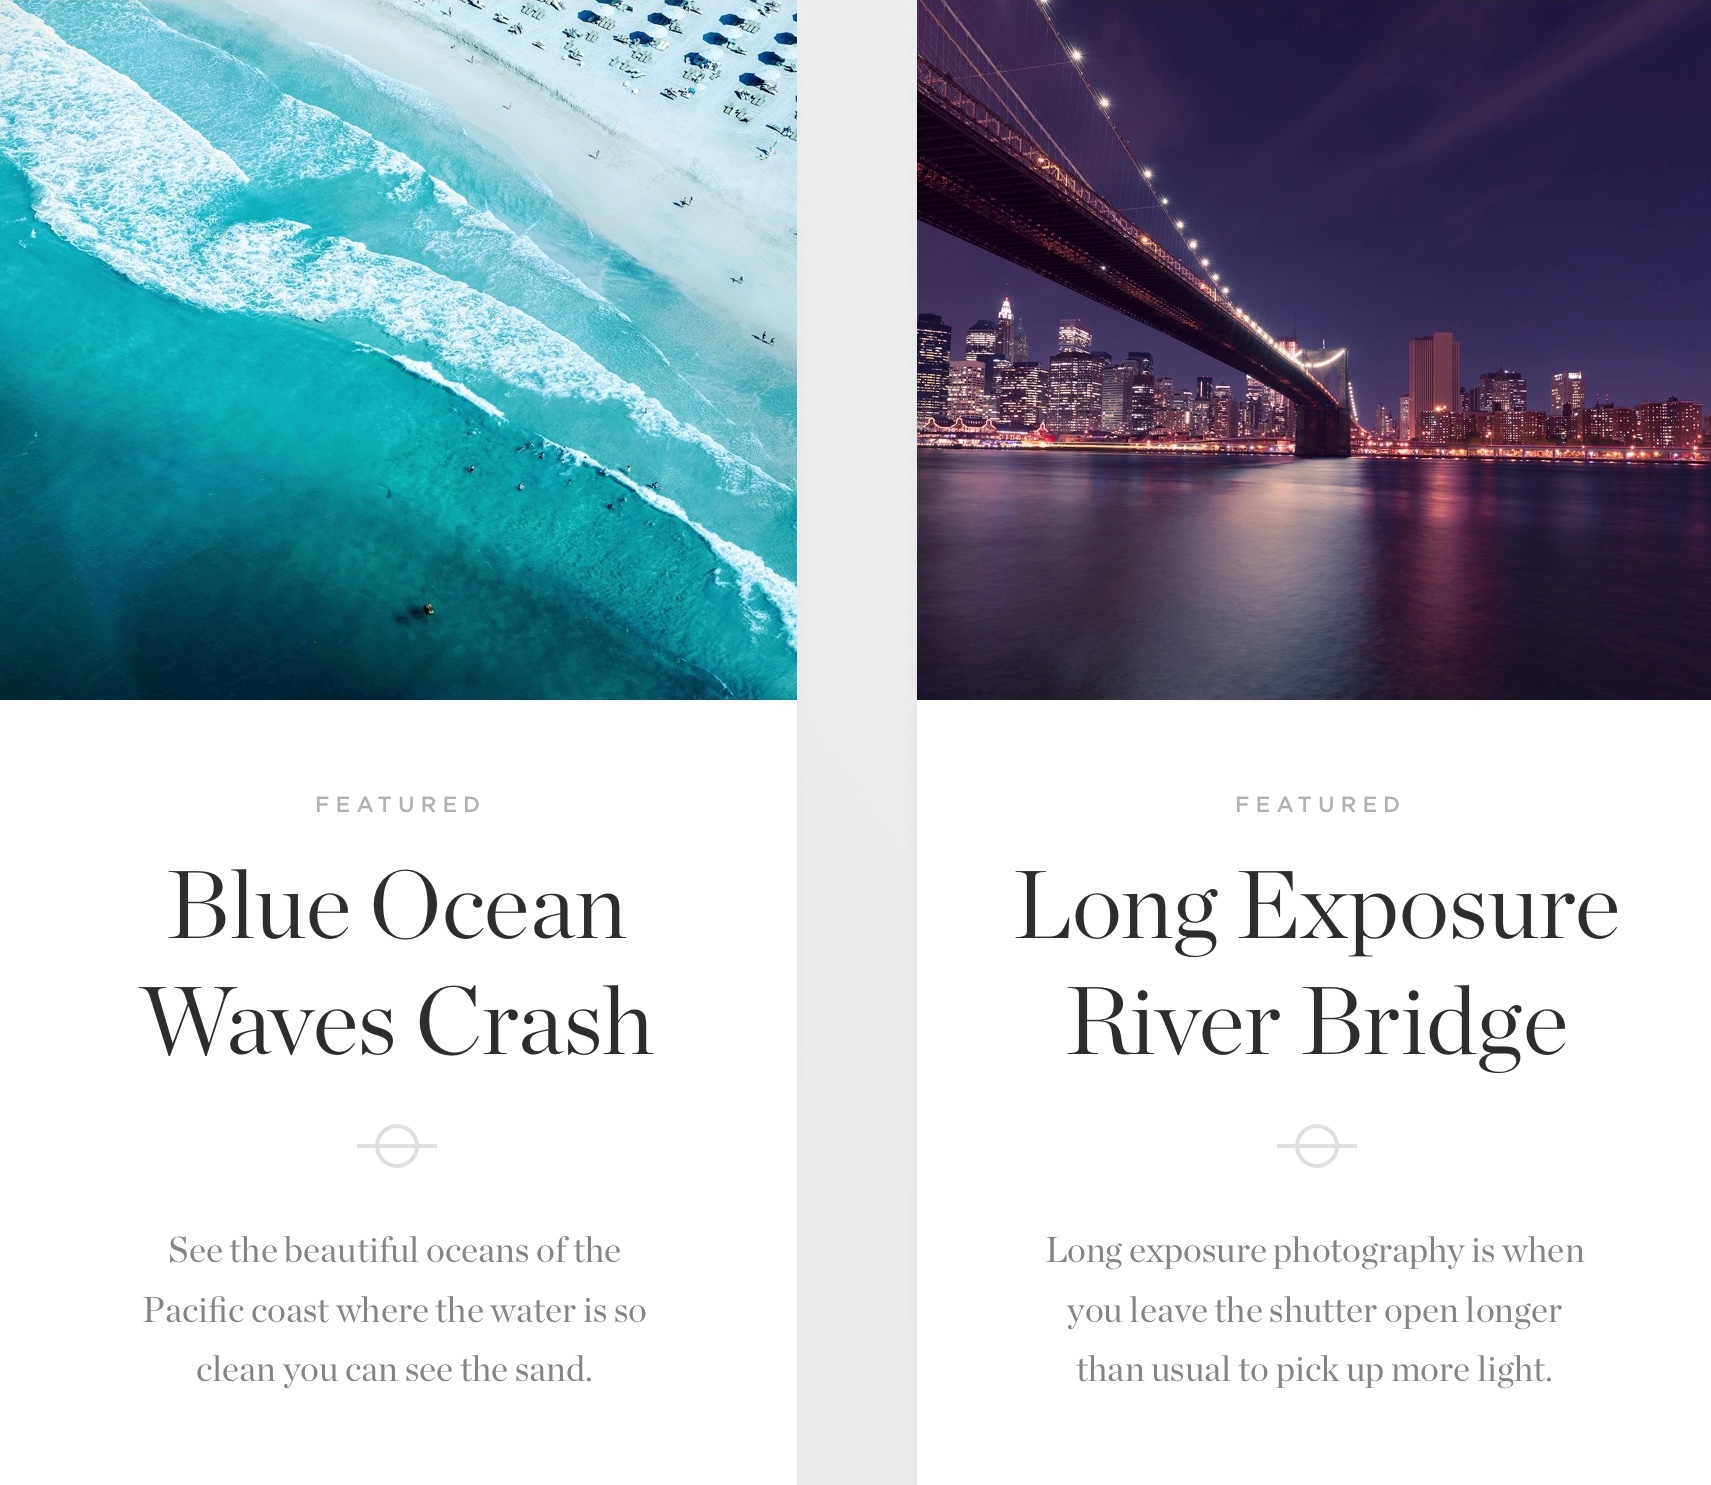 FEATURED
Blue Ocean
Waves Crash
See the beautiful oceans of the
Pacific coast where the water is so
clean you can see the sand.
FEATURED
Long Exposure
River Bridge
Long exposure photography is when
you leave the shutter open longer
than usual to pick up more light.